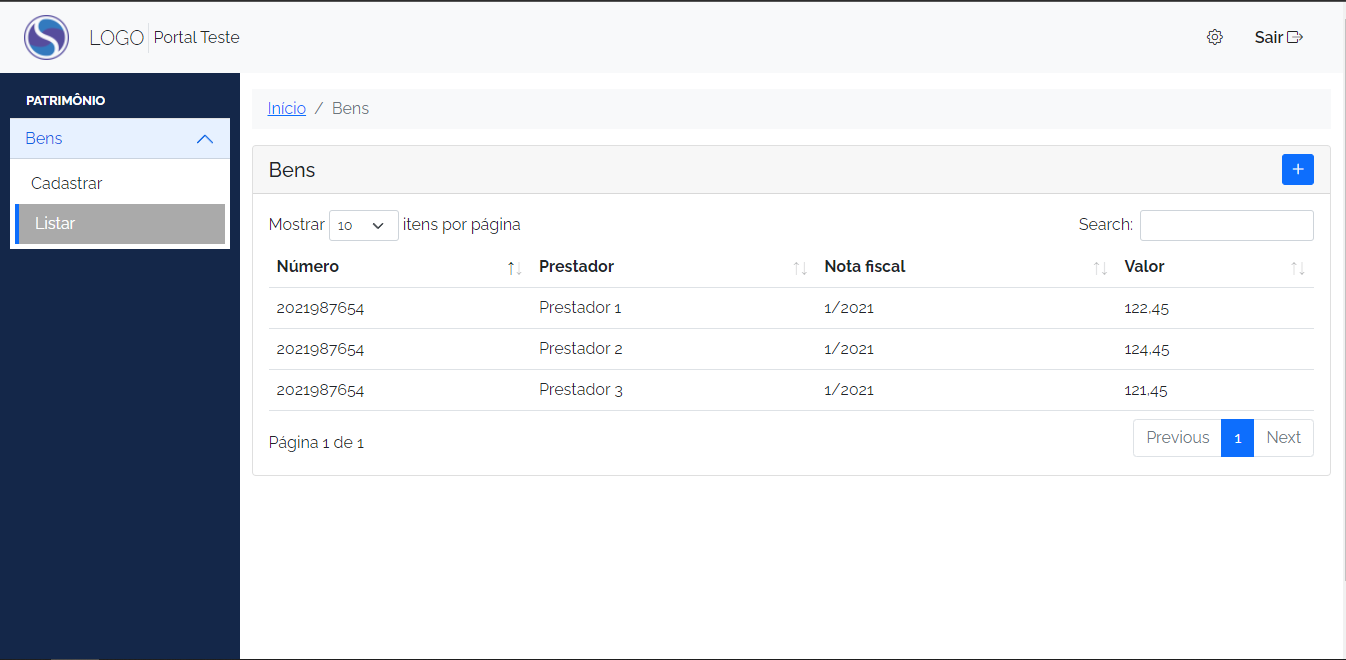 LOGO Portal Teste Sair
PATRIMÔNIO
Bens
Cadastrar
Listar
Início / Bens
Bens +
Mostrar 10 itens por página Search:
Número Prestador Nota fiscal Valor
2021987654 Prestador 1 1/2021 122,45
2021987654 Prestador 2 1/2021 124,45
2021987654 Prestador 3 1/2021 121,45
Página 1 de 1 Previous 1 Next